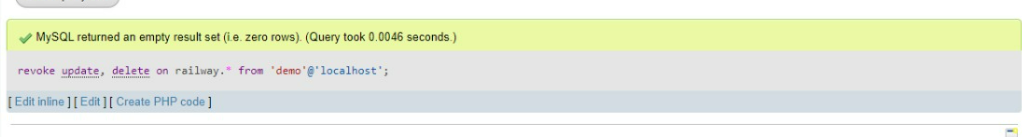 MySQL returned an empty result set (i.e. zero rows). (Query took 0.0046 seconds.)
revoke update, delete on railway.* from 'demo'@'localhost';
[ Edit inline ] [ Edit ] [ Create PHP code ]